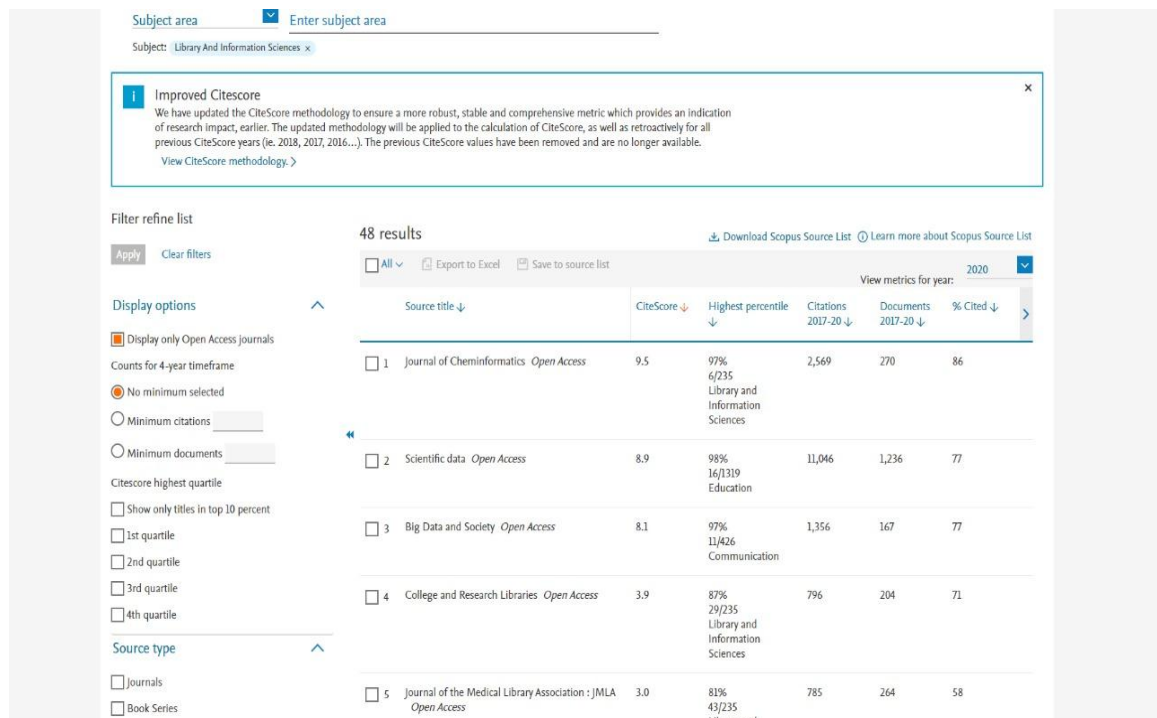 Subject area Enter subject area
Subject: Library And Information Sciences ×
i Improved Citescore ×
We have updated the CiteScore methodology to ensure a more robust, stable and comprehensive metric which provides an indication
of research impact, earlier. The updated methodology will be applied to the calculation of CiteScore, as well as retroactively for all
previous CiteScore years (ie. 2018, 2017, 2016...). The previous CiteScore values have been removed and are no longer available.
View CiteScore methodology. >
Filter refine list
Apply Clear filters
Display options
Display only Open Access journals
Counts for 4-year timeframe
No minimum selected
Minimum citations
Minimum documents
Citescore highest quartile
Show only titles in top 10 percent
1st quartile
2nd quartile
3rd quartile
4th quartile
Source type
Journals
Book Series
48 results
Download Scopus Source List Learn more about Scopus Source List
All Export to Excel Save to source list
View metrics for year: 2020
Source title ↓ CiteScore ↓ Highest percentile ↓ Citations 2017-20 ↓ Documents 2017-20 ↓ % Cited ↓ >
1 Journal of Cheminformatics Open Access 9.5 97% 2,569 270 86
6/235
Library and
Information
Sciences
2 Scientific data Open Access 8.9 98% 11,046 1,236 77
16/1319
Education
3 Big Data and Society Open Access 8.1 97% 1,356 167 77
11/426
Communication
4 College and Research Libraries Open Access 3.9 87% 796 204 71
29/235
Library and
Information
Sciences
5 Journal of the Medical Library Association : JMLA 3.0 81% 785 264 58
Open Access 43/235